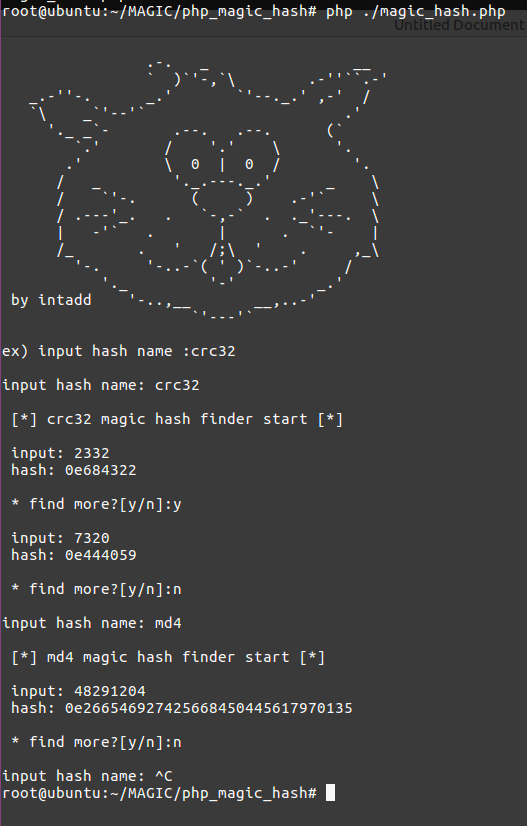 root@ubuntu:~/MAGIC/php_magic_hash# php ./magic_hash.php
Untitled Document
by intadd
ex) input hash name :crc32
input hash name: crc32
[*] crc32 magic hash finder start [*]
input: 2332
hash: 0e684322
* find more?[y/n]:y
input: 7320
hash: 0e444059
* find more?[y/n]:n
input hash name: md4
[*] md4 magic hash finder start [*]
input: 48291204
hash: 0e266546927425668450445617970135
* find more?[y/n]:n
input hash name: ^C
root@ubuntu:~/MAGIC/php_magic_hash#